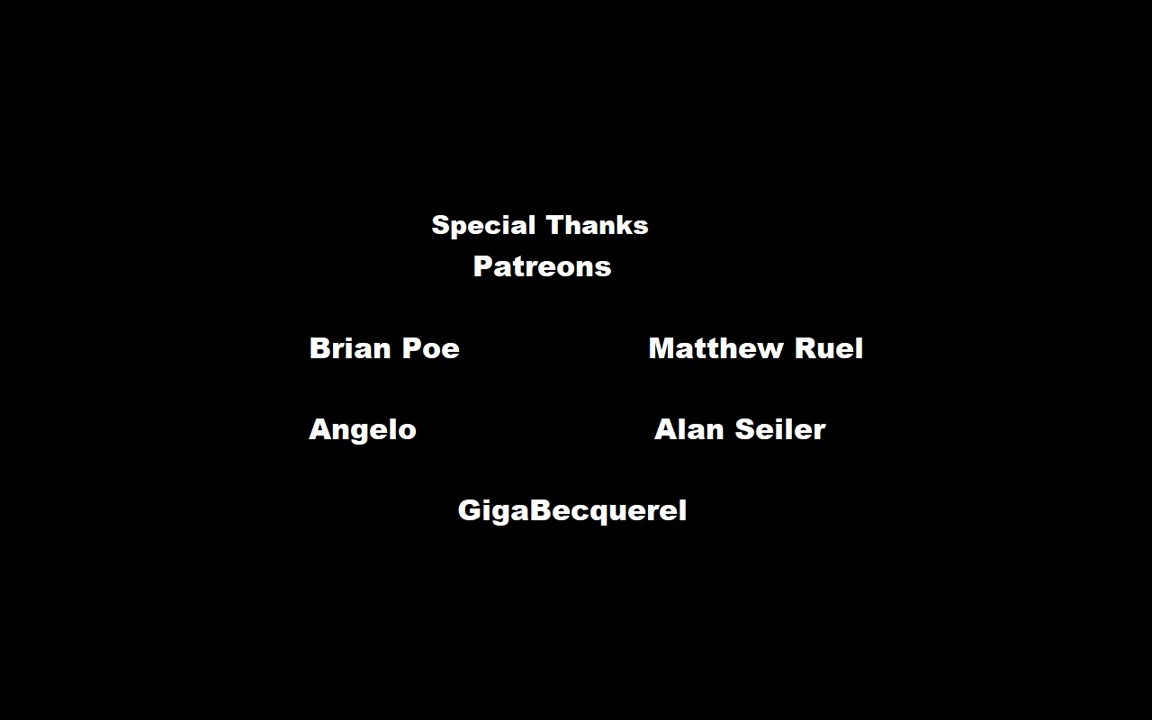 Special Thanks
Patreons
Brian Poe Matthew Ruel
Angelo Alan Seiler
GigaBecquerel